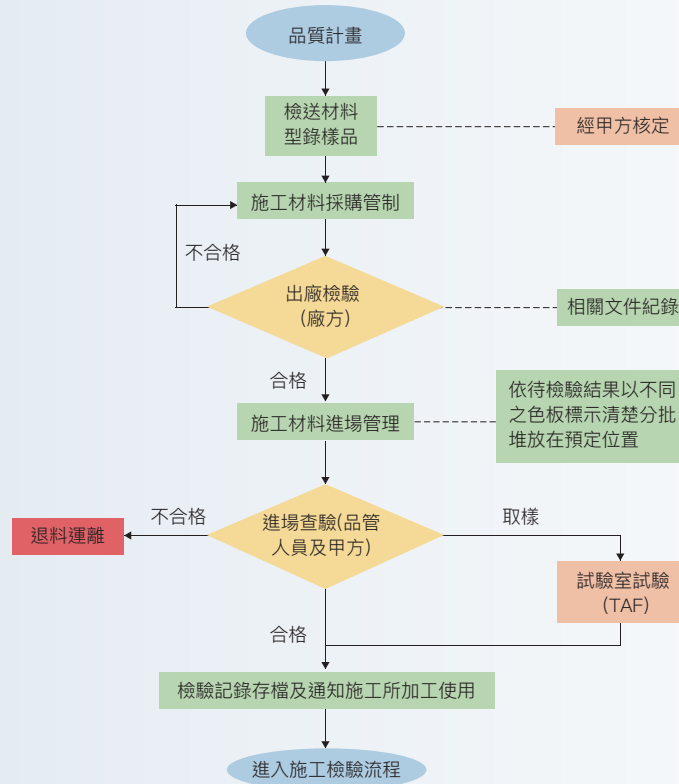 品質計畫
檢送材料
型錄樣品
經甲方核定
施工材料採購管制
不合格
出廠檢驗
(廠方)
相關文件紀錄
合格
施工材料進場管理
依待檢驗結果以不同
之色板標示清楚分批
堆放在預定位置
不合格
進場查驗(品管
人員及甲方)
取樣
退料運離
試驗室試驗
(TAF)
合格
檢驗記錄存檔及通知施工所加工使用
進入施工檢驗流程